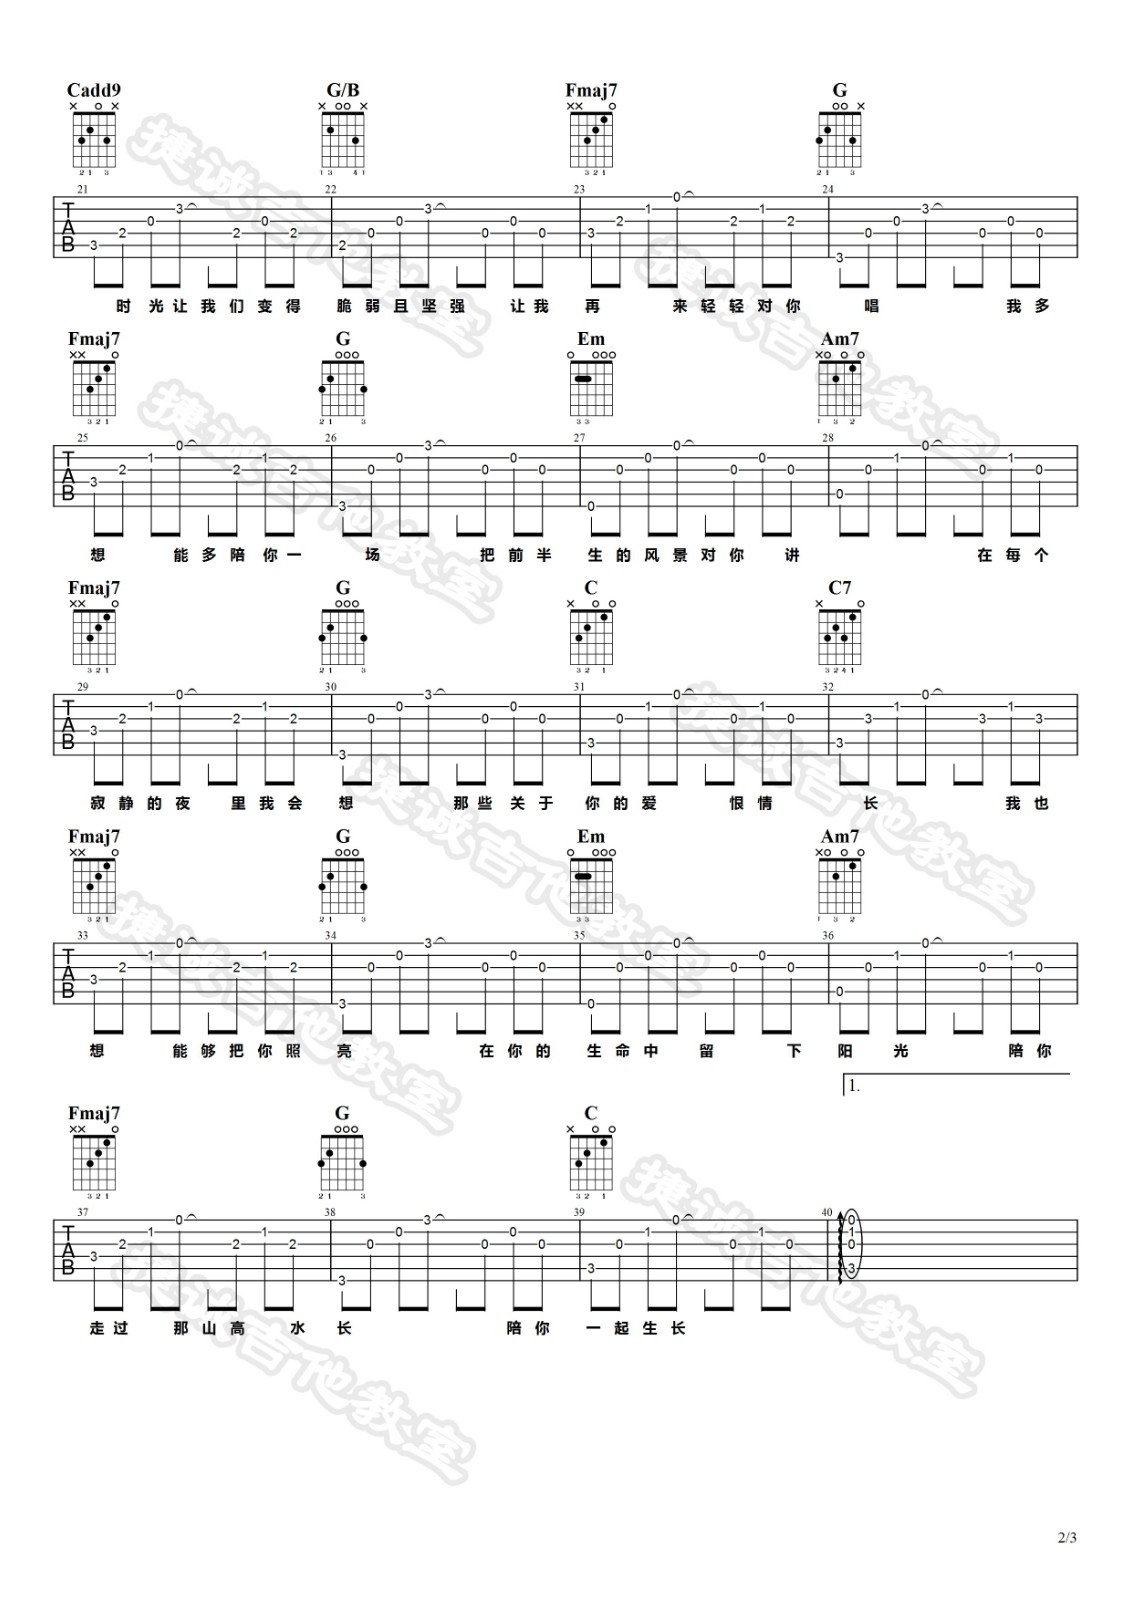 Cadd9 G/B Fmaj7 G
21 22 23 24
时光让我们变得 脆弱且坚强 让我 再 来轻轻对你 唱 我多
Fmaj7 G Em Am7
25 26 27 28
想 能多陪你一 场 把前半 生的风景对你 讲 在每个
Fmaj7 G C C7
29 30 31 32
寂静的夜 里我会 想 那些关于 你的爱 恨情 长 我也
Fmaj7 G Em Am7
33 34 35 36
想 能够把你照 亮 在你的 生命中 留 下 阳 光 陪你
1.
Fmaj7 G C
37 38 39 40
走过 那山高 水 长 陪你 一起生长
捷诚吉他教室
2/3